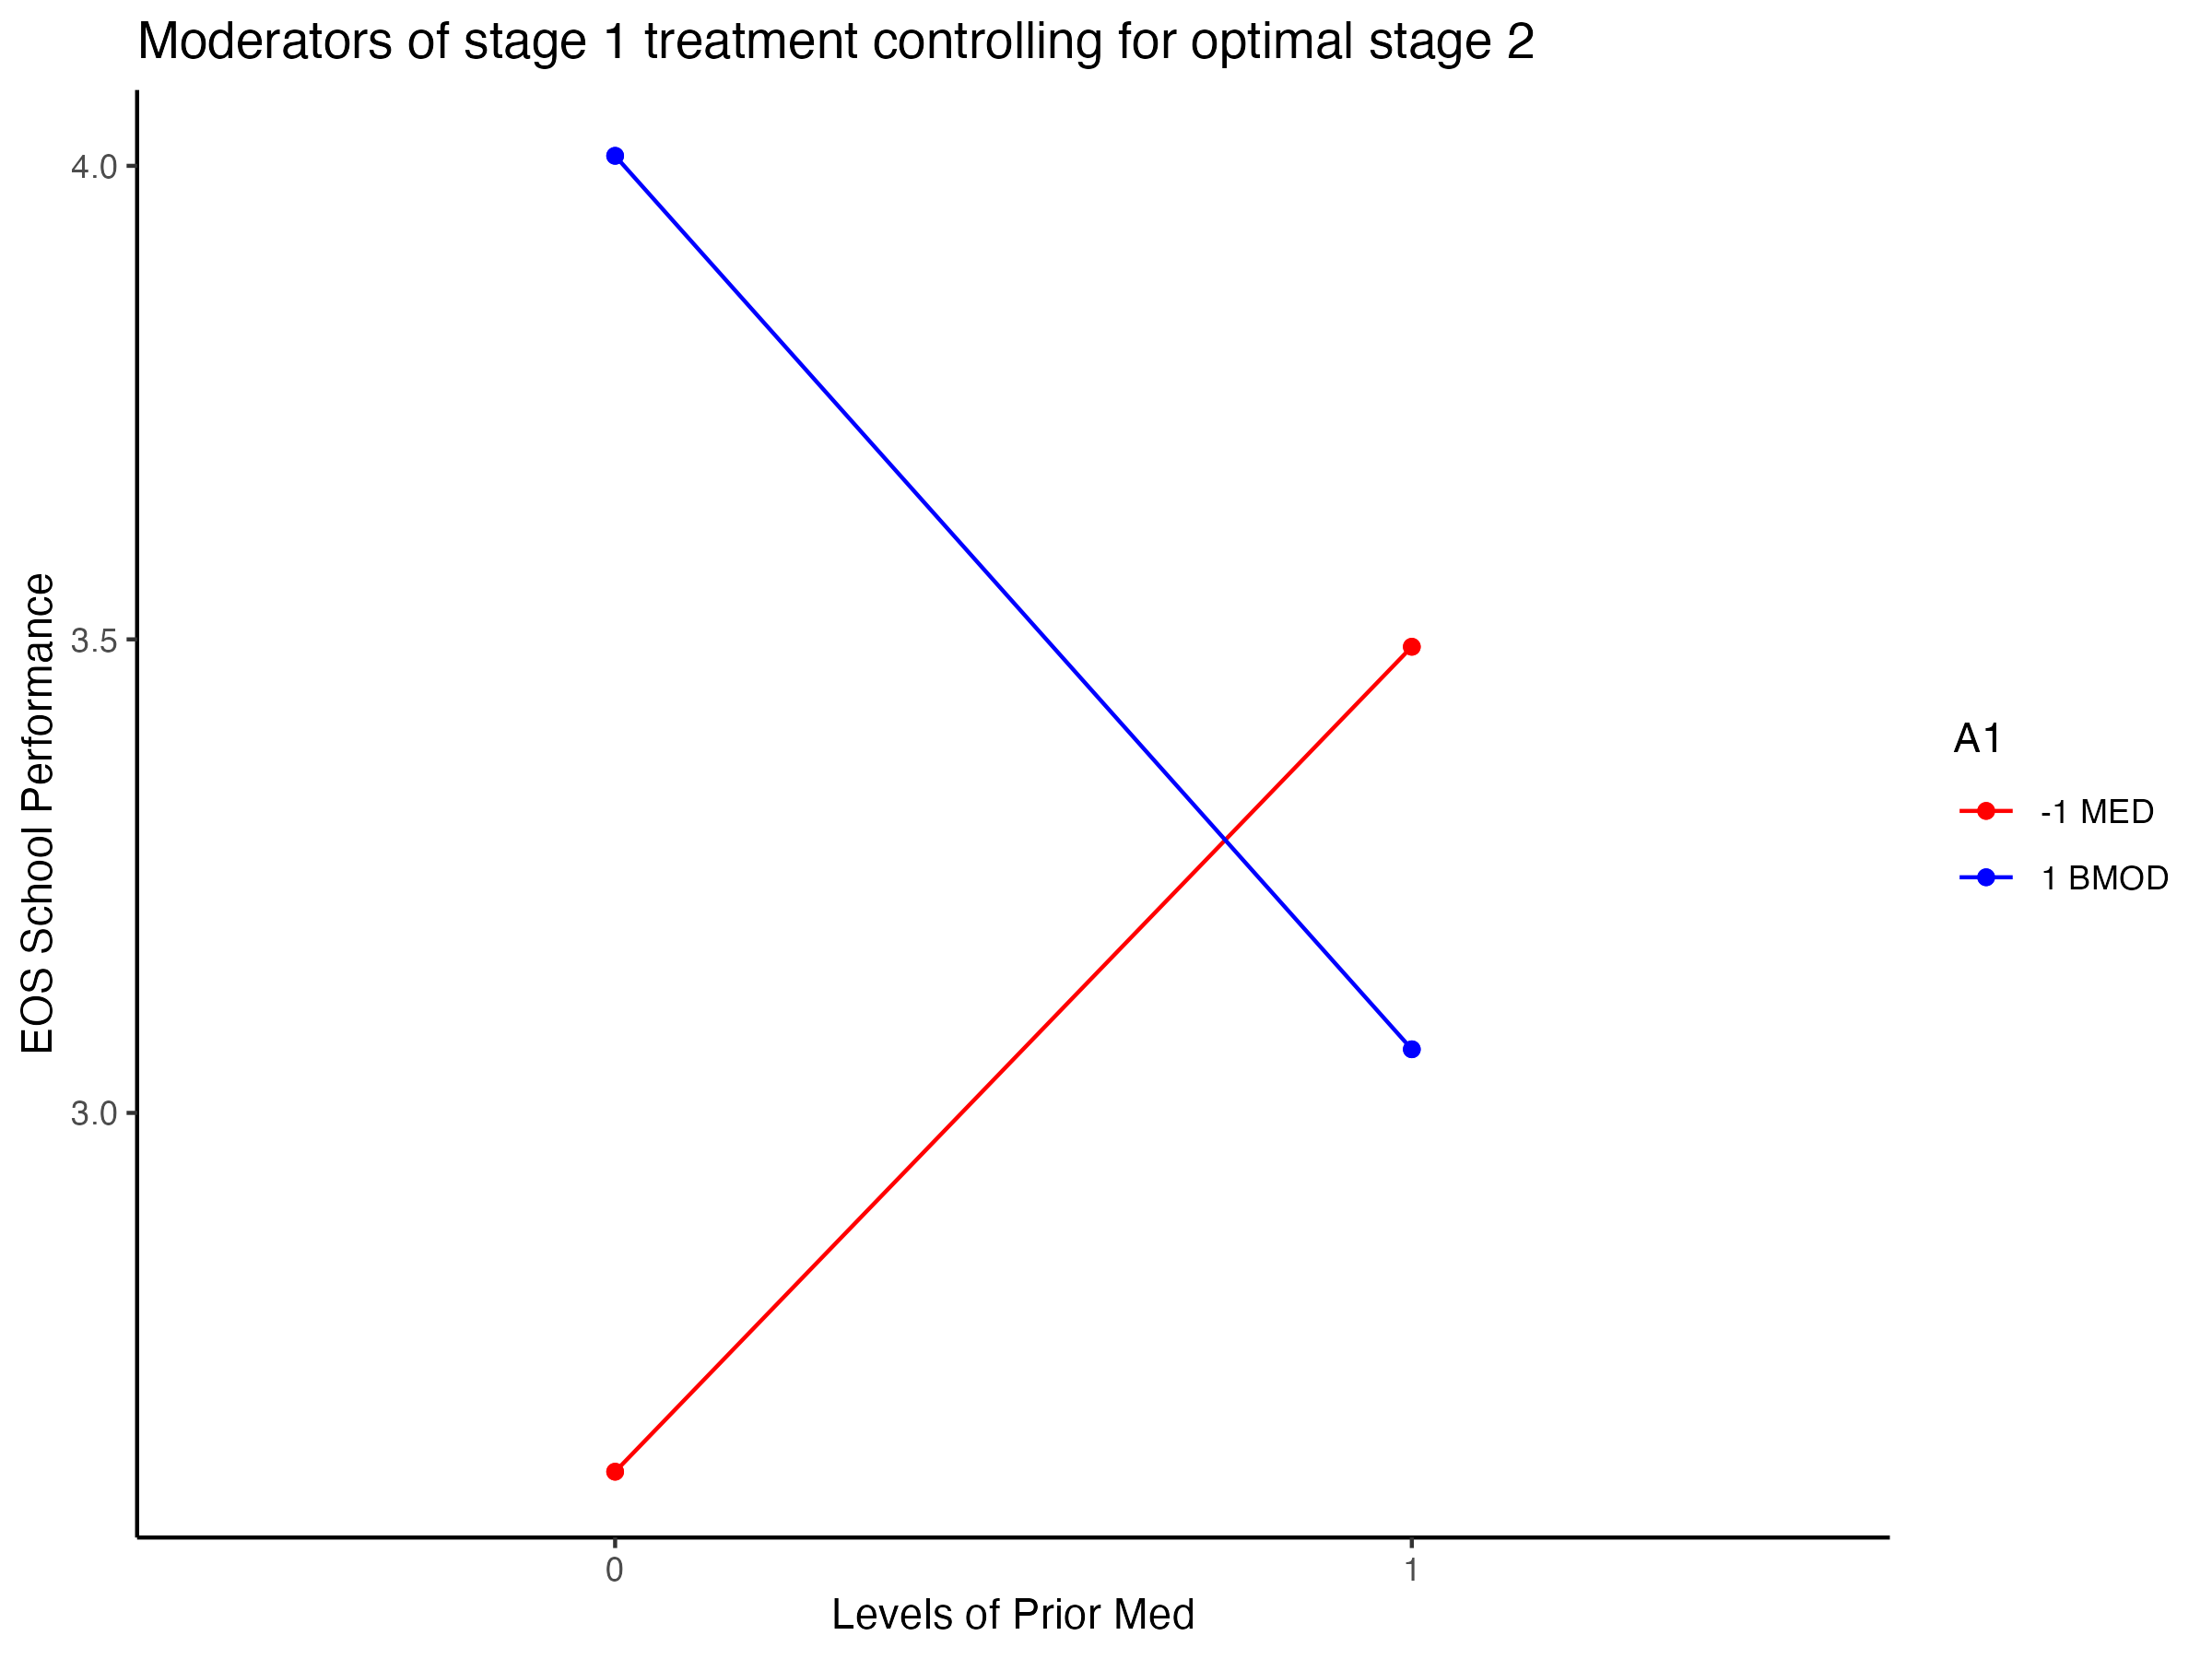 Moderators of stage 1 treatment controlling for optimal stage 2
EOS School Performance
4.0
3.5
3.0
0
1
Levels of Prior Med
A1
-1 MED
1 BMOD